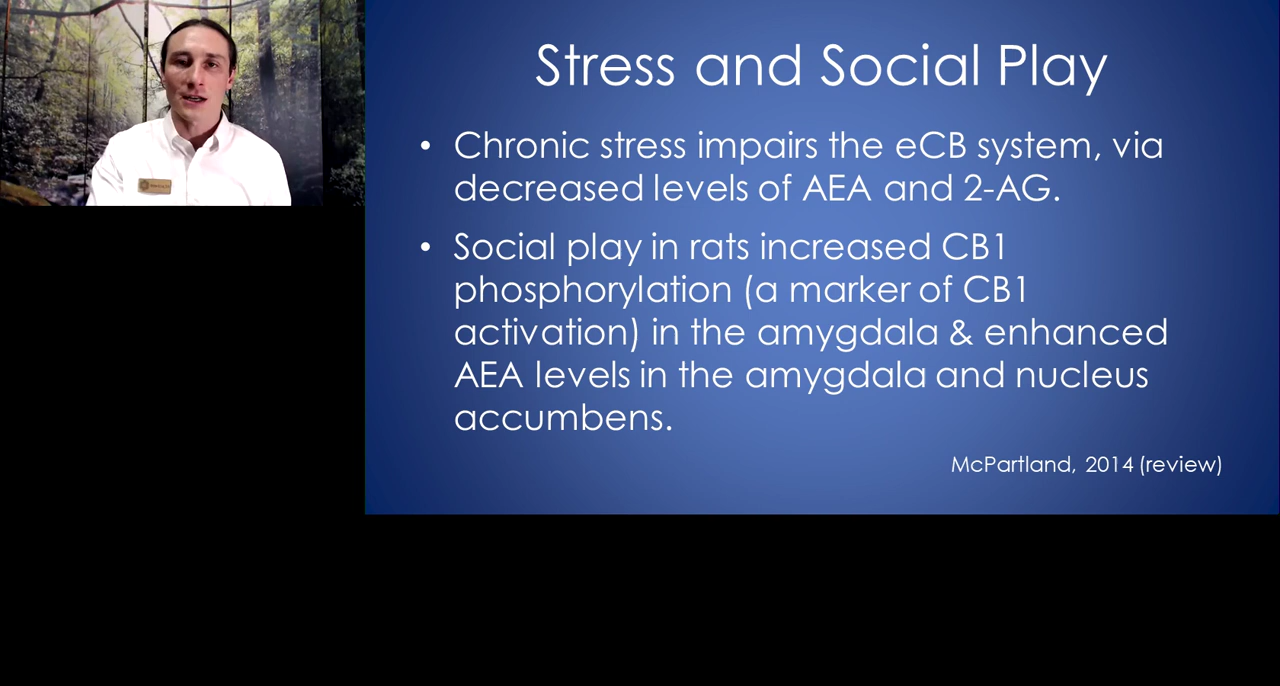 Stress and Social Play
• Chronic stress impairs the eCB system, via
decreased levels of AEA and 2-AG.
• Social play in rats increased CB1
phosphorylation (a marker of CB1
activation) in the amygdala & enhanced
AEA levels in the amygdala and nucleus
accumbens.
McPartland, 2014 (review)